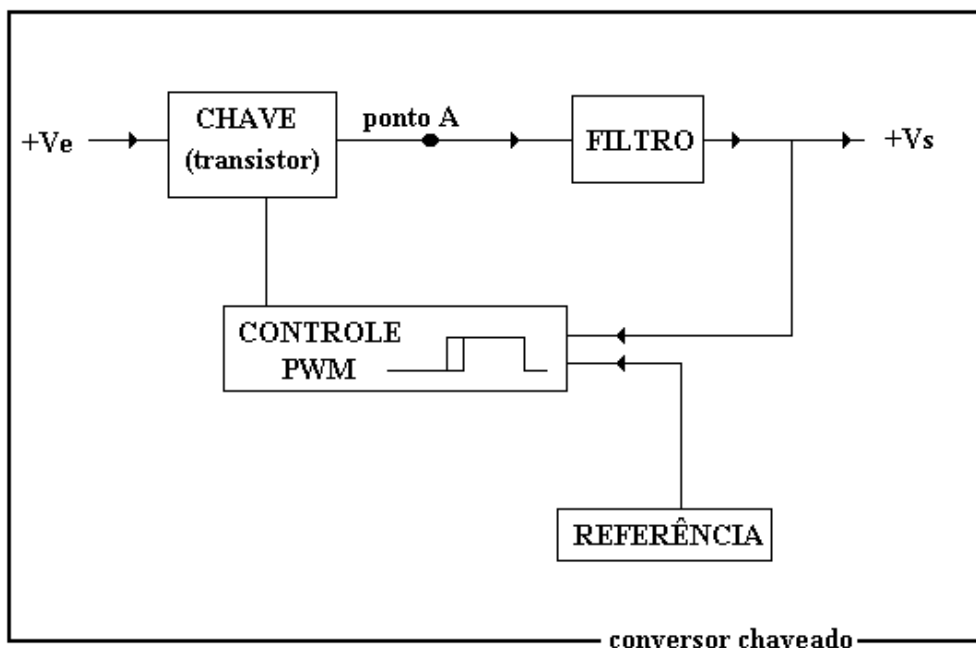 CHAVE
(transistor)
ponto A
+Ve
FILTRO
+Vs
CONTROLE
PWM
REFERÊNCIA
conversor chaveado